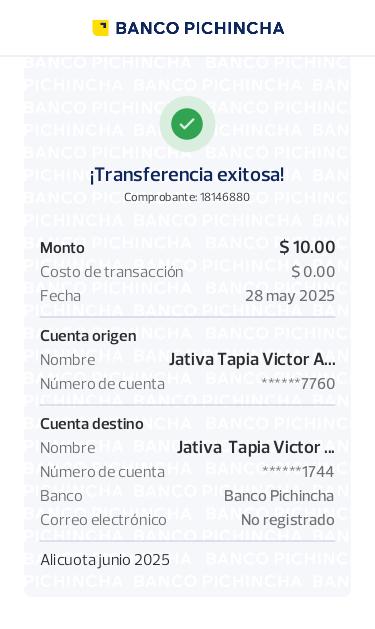 BANCO PICHINCHA
¡Transferencia exitosa!
Comprobante: 18146880
Monto $ 10.00
Costo de transacción $ 0.00
Fecha 28 may 2025
Cuenta origen
Nombre Jativa Tapia Victor A...
Número de cuenta ******7760
Cuenta destino
Nombre Jativa Tapia Victor ...
Número de cuenta ******1744
Banco Banco Pichincha
Correo electrónico No registrado
Alicuota junio 2025